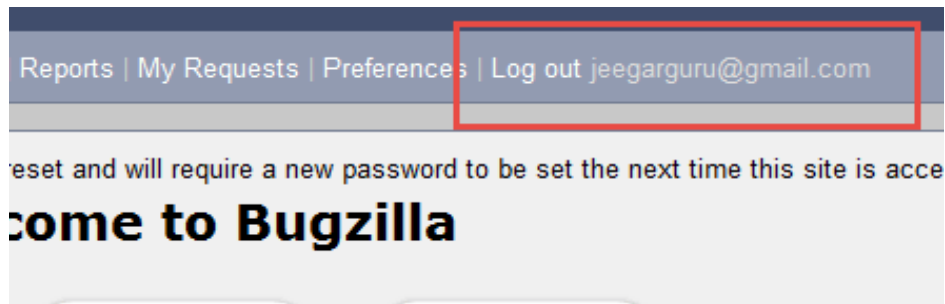 Reports | My Requests | Preferences | Log out jeegarguru@gmail.com
reset and will require a new password to be set the next time this site is acce
come to Bugzilla